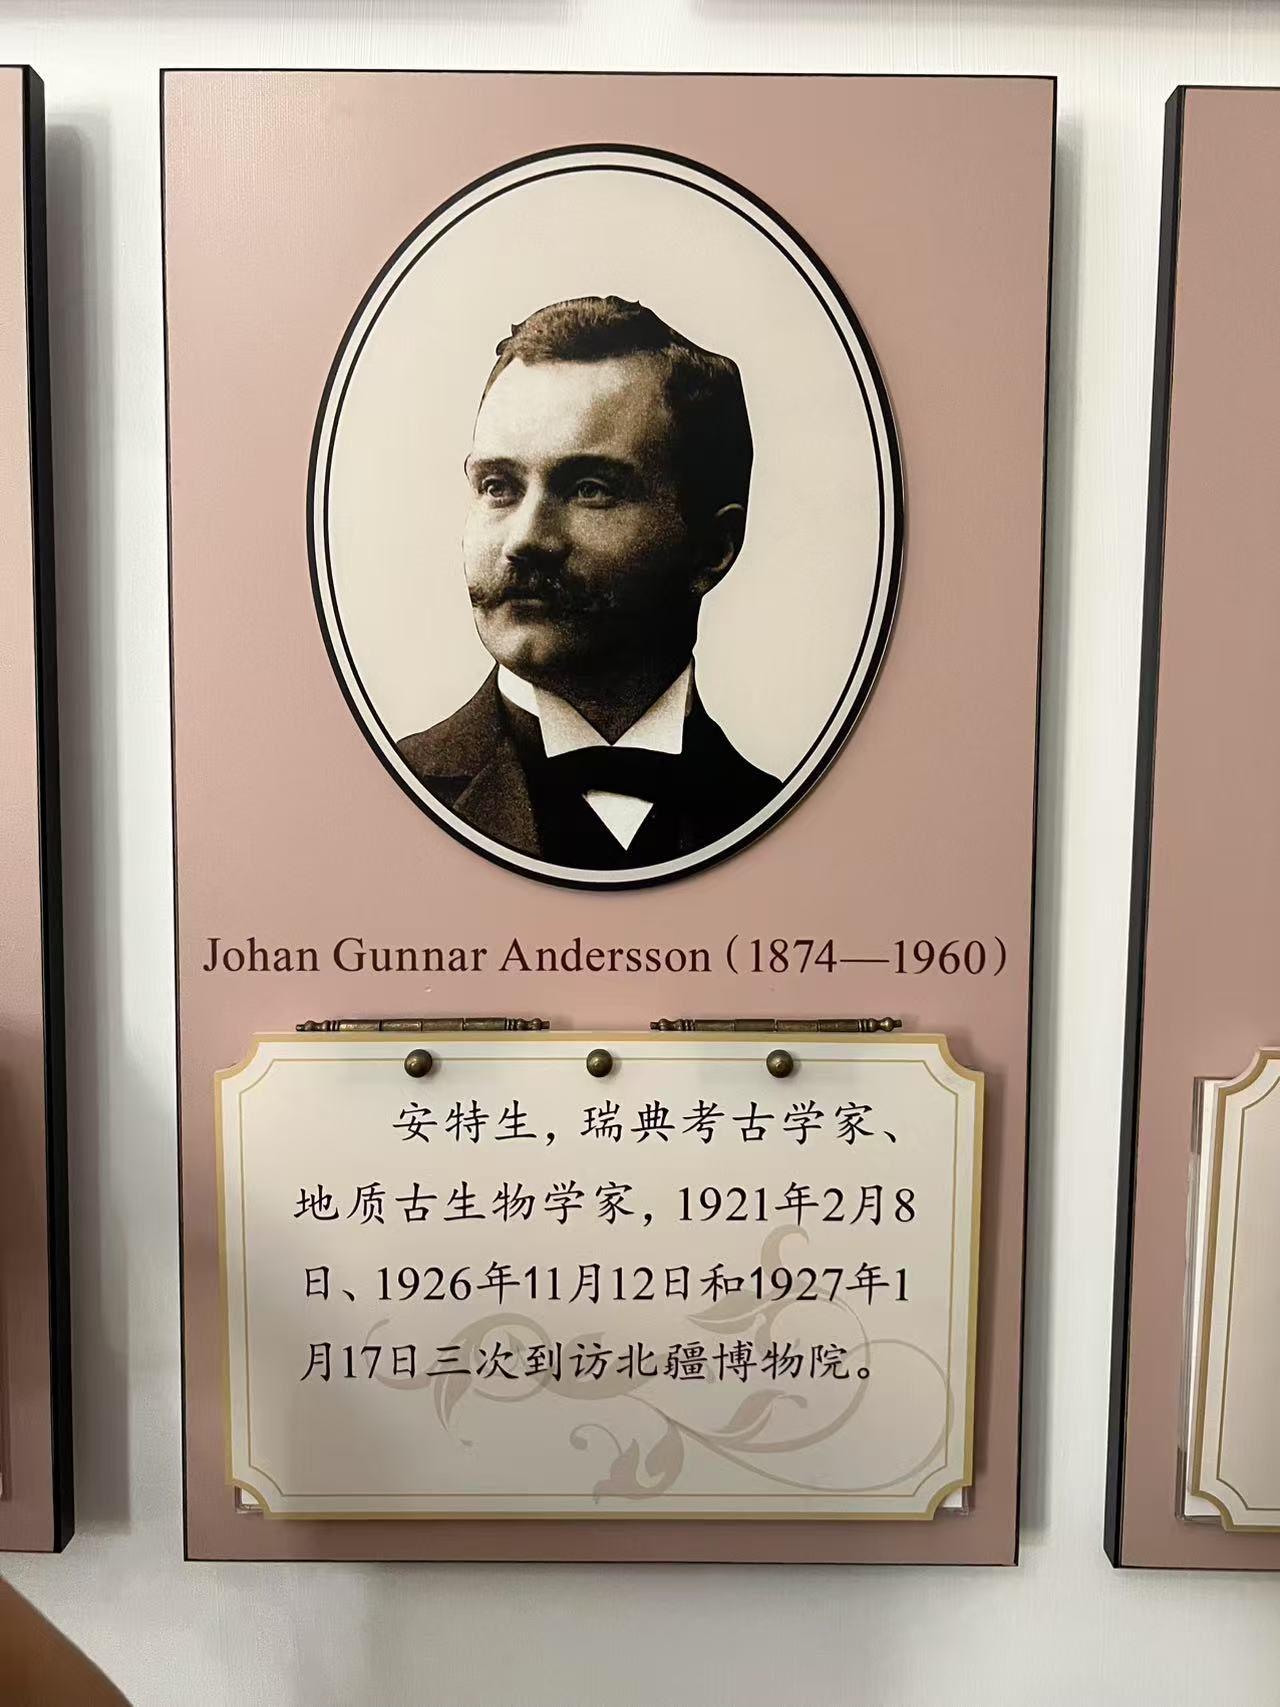 Johan Gunnar Andersson（1874—1960）
安特生，瑞典考古学家、
地质古生物学家，1921年2月8
日、1926年11月12日和1927年1
月17日三次到访北疆博物院。